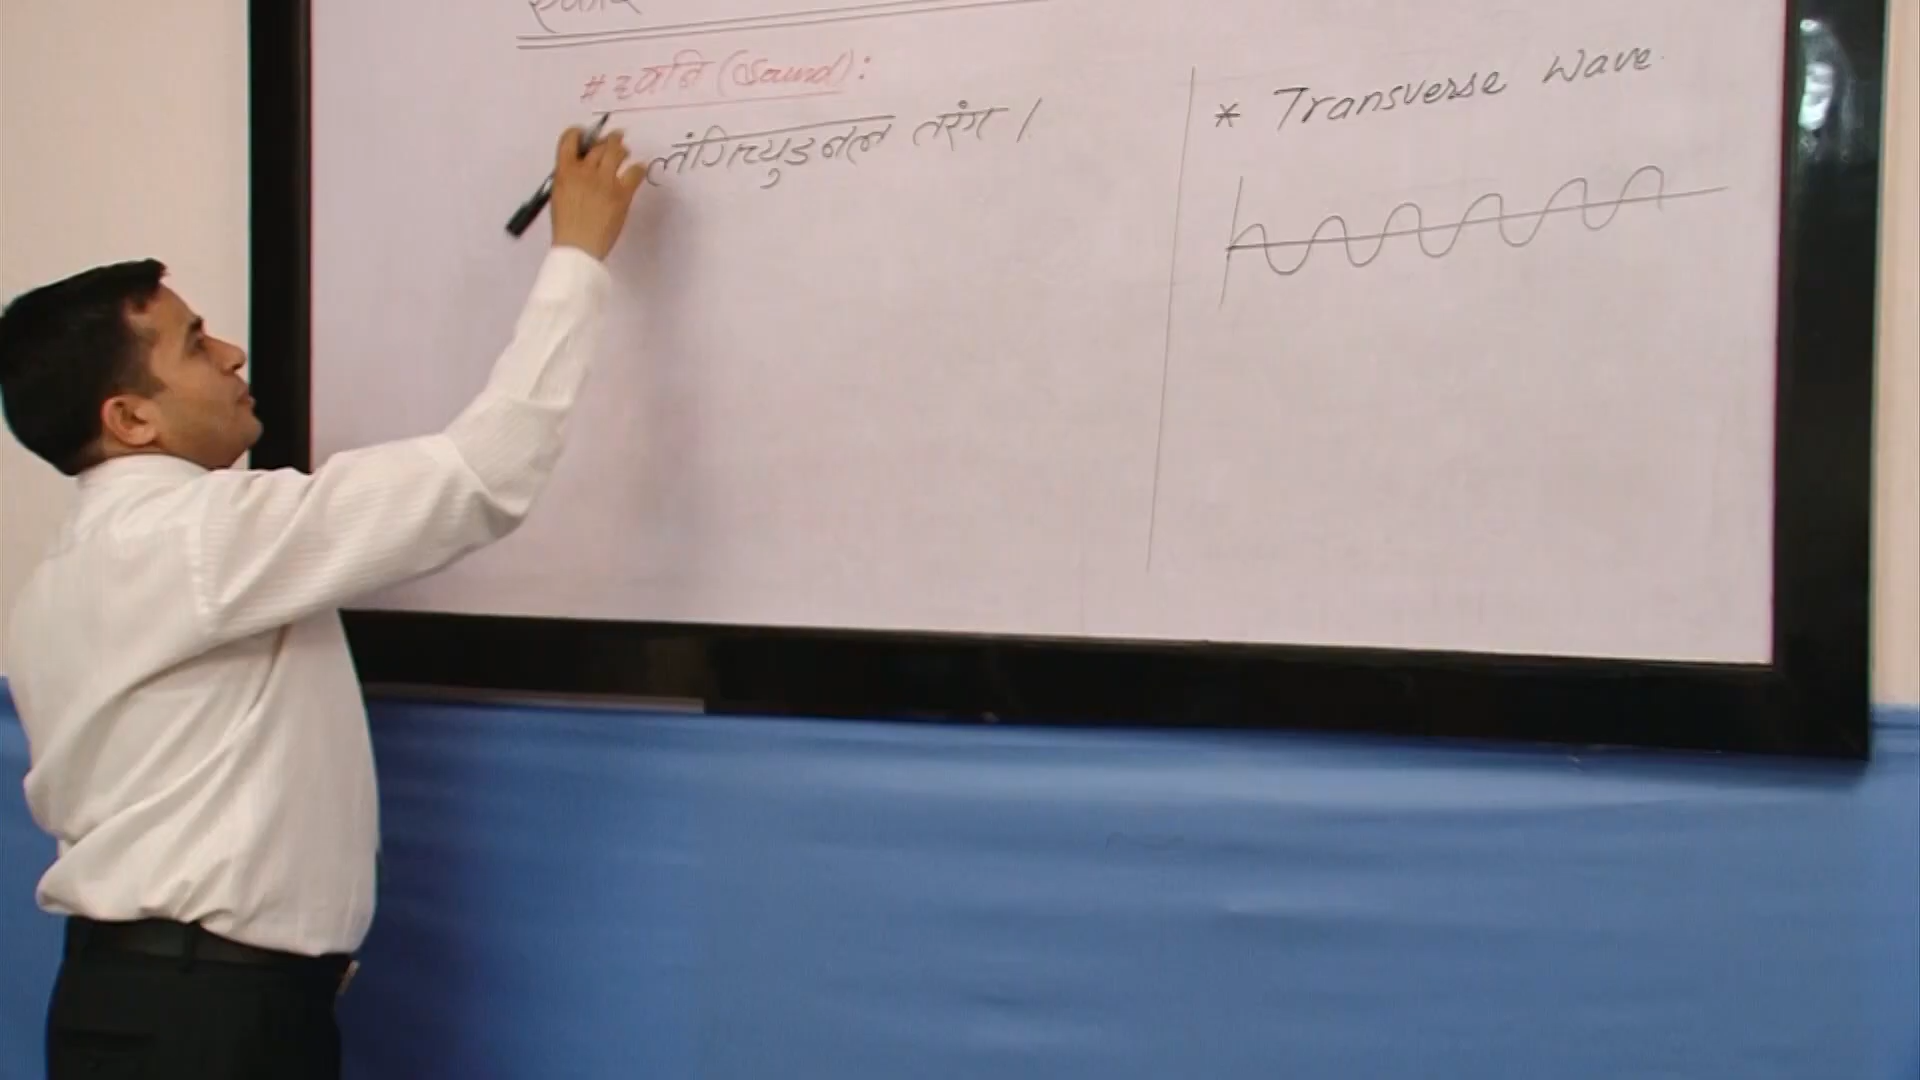 # ध्वनि (Sound):
लंगिच्युडनल तरंग ।
* Transverse Wave